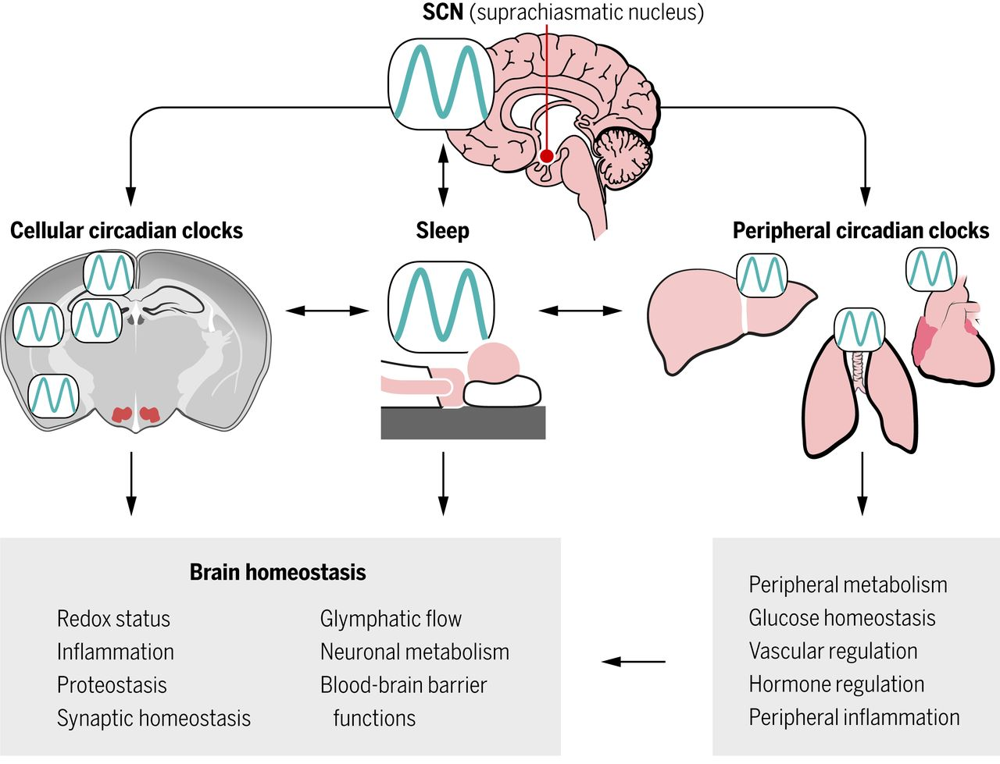 SCN (suprachiasmatic nucleus)
Cellular circadian clocks
Sleep
Peripheral circadian clocks
Brain homeostasis
Redox status
Inflammation
Proteostasis
Synaptic homeostasis
Glymphatic flow
Neuronal metabolism
Blood-brain barrier
functions
Peripheral metabolism
Glucose homeostasis
Vascular regulation
Hormone regulation
Peripheral inflammation